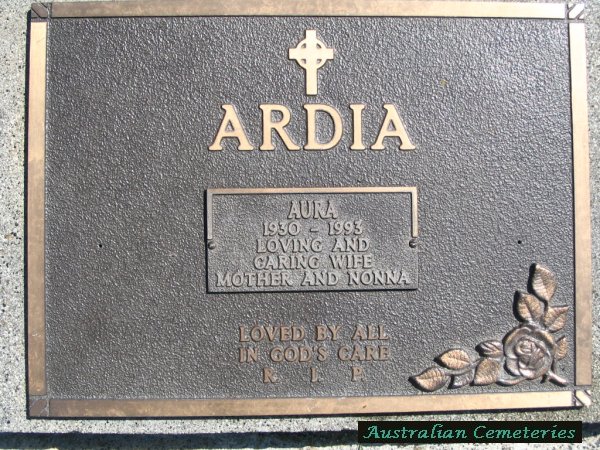 ARDIA
AURA
1930 - 1993
LOVING AND
CARING WIFE
MOTHER AND NONNA
LOVED BY ALL
IN GOD'S CARE
R. I. P.
Australian Cemeteries